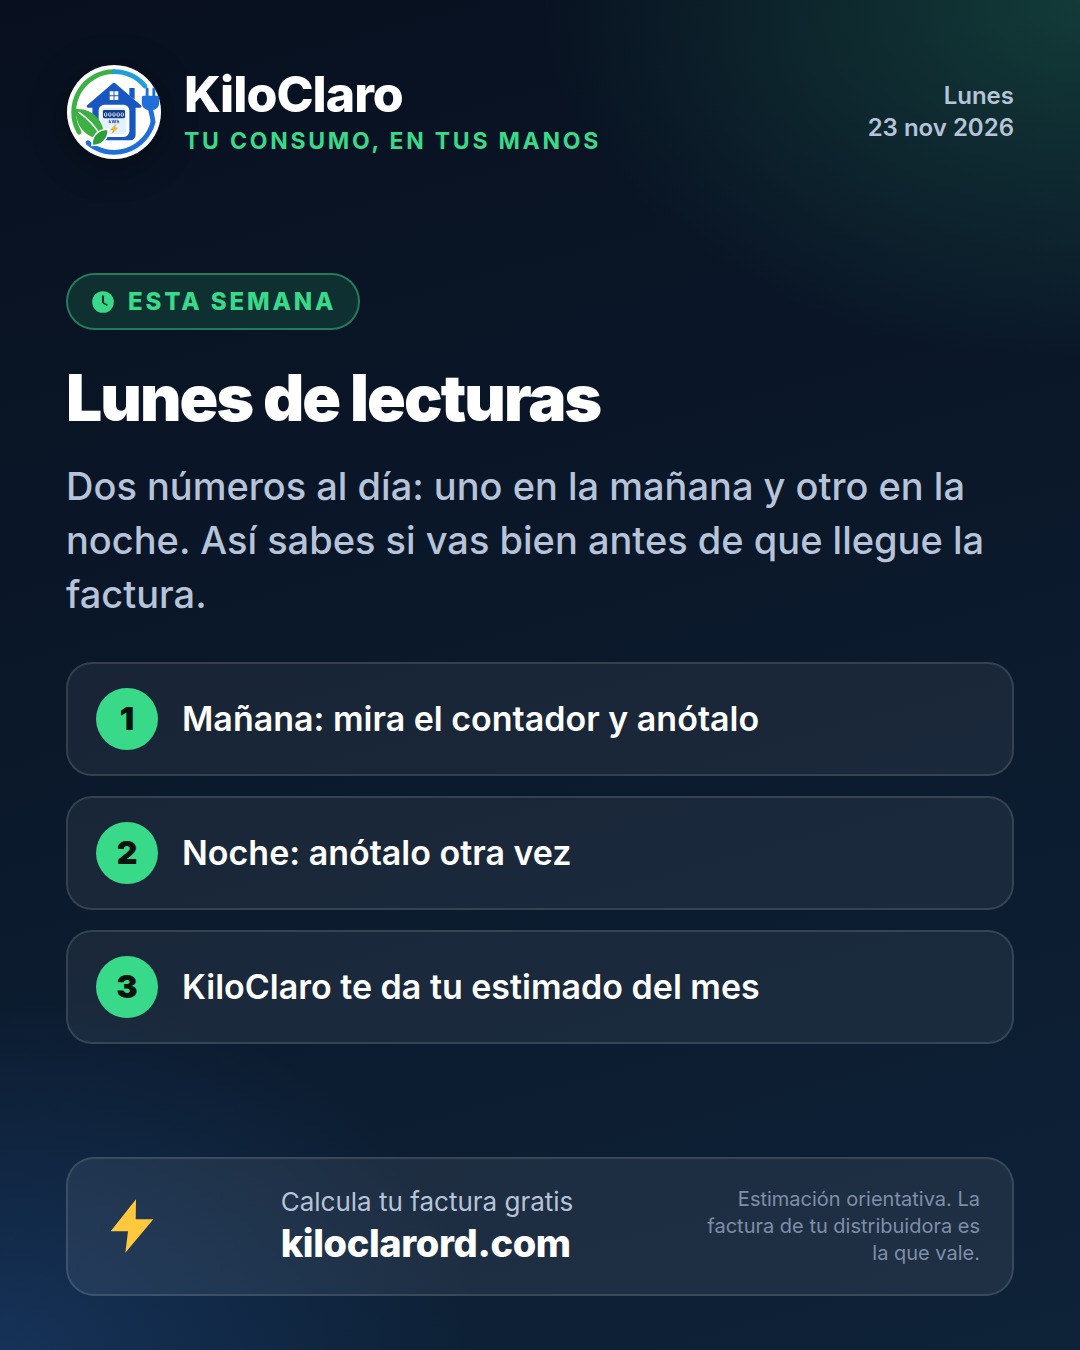 KiloClaro
TU CONSUMO, EN TUS MANOS
Lunes
23 nov 2026
ESTA SEMANA
Lunes de lecturas
Dos números al día: uno en la mañana y otro en la
noche. Así sabes si vas bien antes de que llegue la
factura.
1 Mañana: mira el contador y anótalo
2 Noche: anótalo otra vez
3 KiloClaro te da tu estimado del mes
Calcula tu factura gratis
kiloclarord.com
Estimación orientativa. La
factura de tu distribuidora es
la que vale.